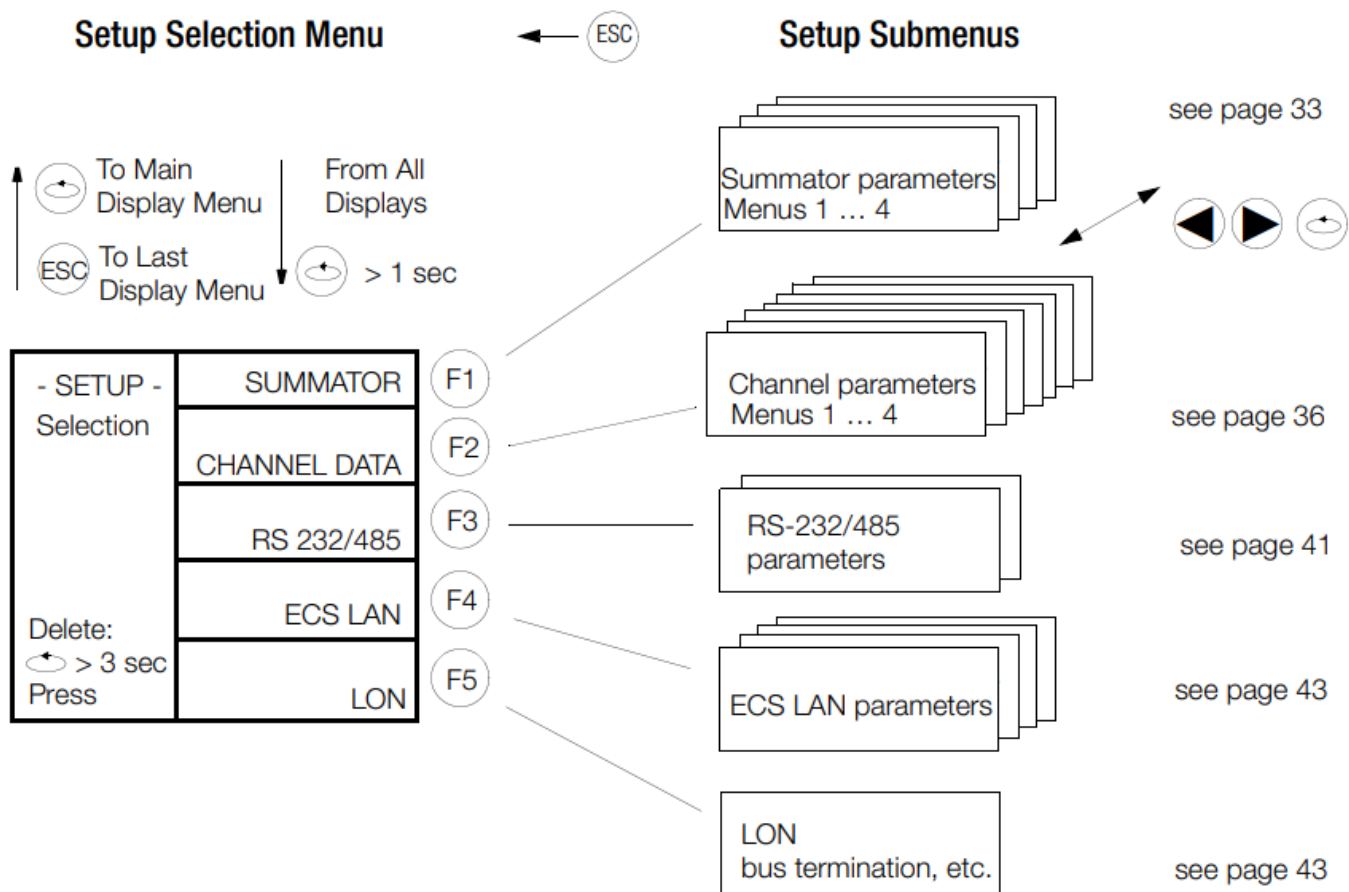 Setup Selection Menu
ESC
Setup Submenus
see page 33
To Main
Display Menu
From All
Displays
ESC
To Last
Display Menu
> 1 sec
Summator parameters
Menus 1 … 4
- SETUP -
Selection
SUMMATOR
F1
CHANNEL DATA
F2
RS 232/485
F3
ECS LAN
F4
LON
F5
Delete:
> 3 sec
Press
Channel parameters
Menus 1 … 4
see page 36
RS-232/485
parameters
see page 41
ECS LAN parameters
see page 43
LON
bus termination, etc.
see page 43